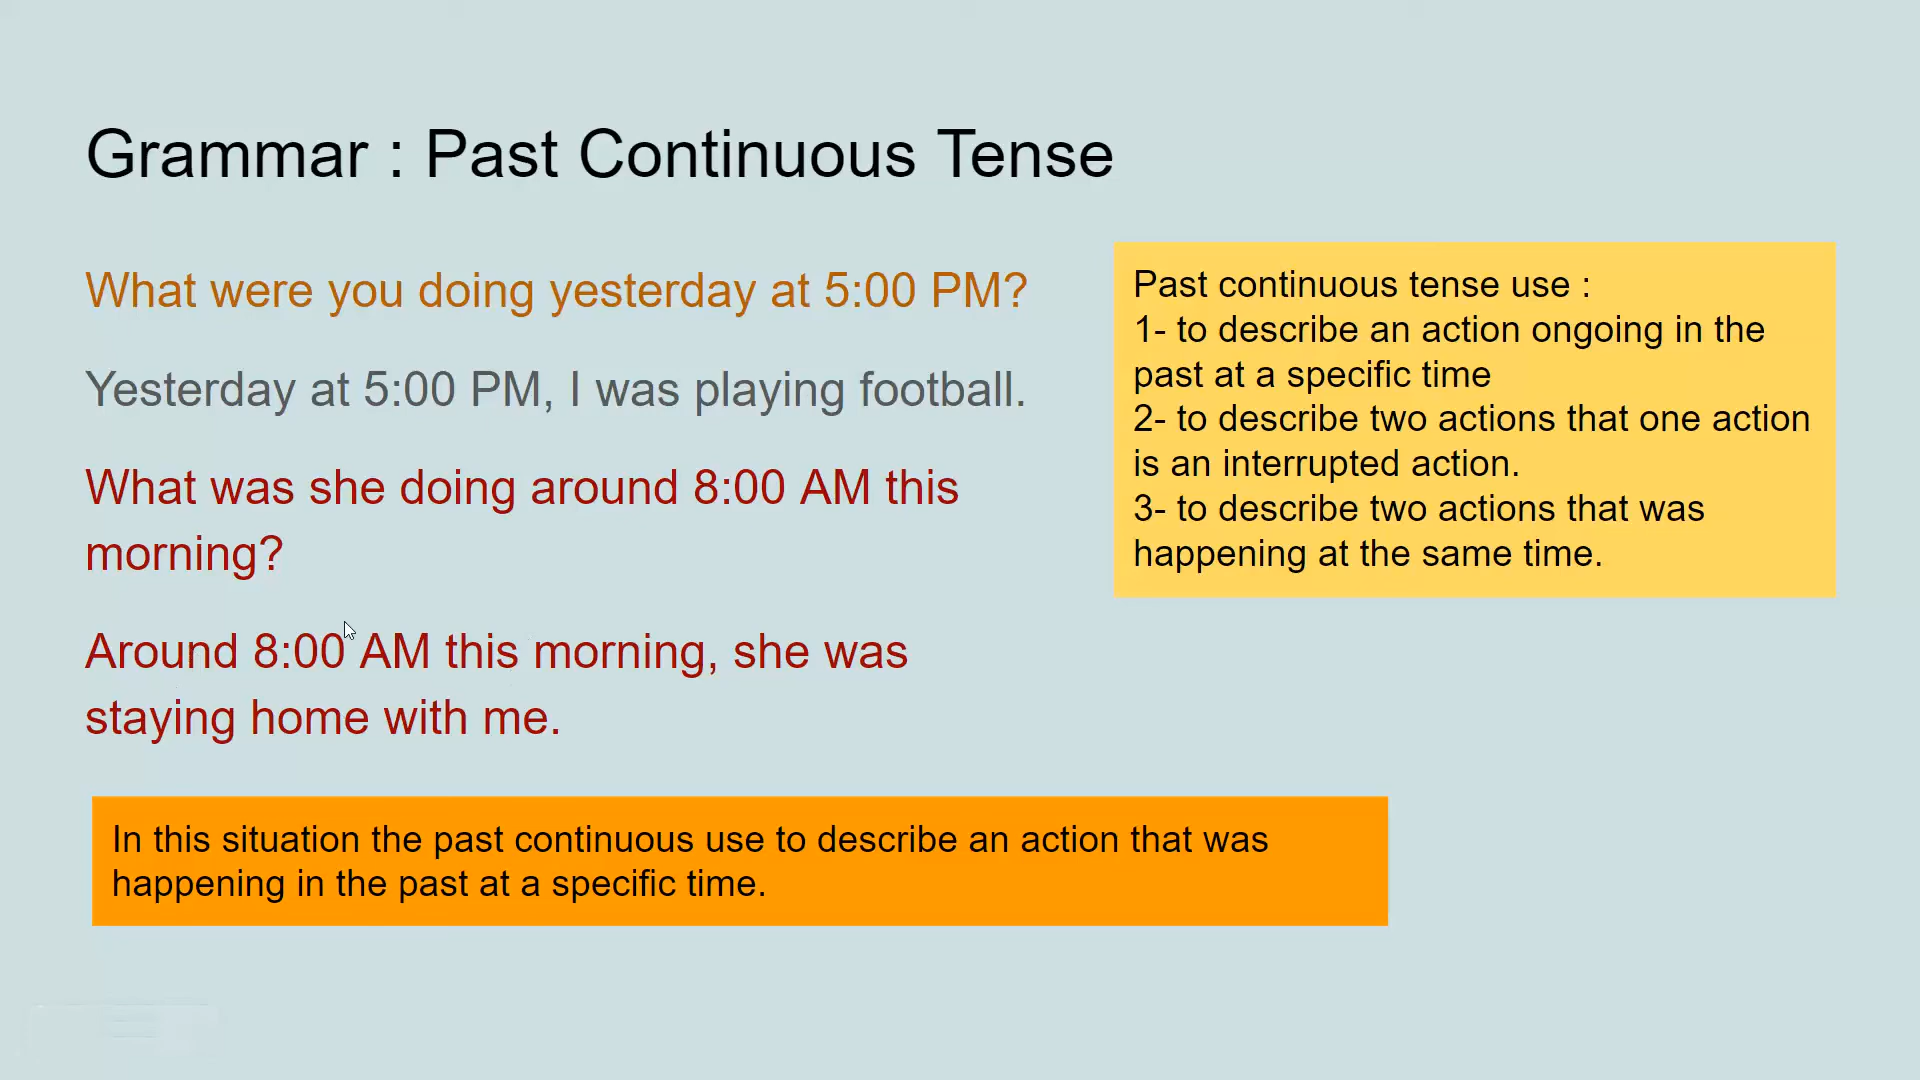 Grammar : Past Continuous Tense
What were you doing yesterday at 5:00 PM?
Yesterday at 5:00 PM, I was playing football.
What was she doing around 8:00 AM this
morning?
Around 8:00 AM this morning, she was
staying home with me.
Past continuous tense use :
1- to describe an action ongoing in the
past at a specific time
2- to describe two actions that one action
is an interrupted action.
3- to describe two actions that was
happening at the same time.
In this situation the past continuous use to describe an action that was
happening in the past at a specific time.